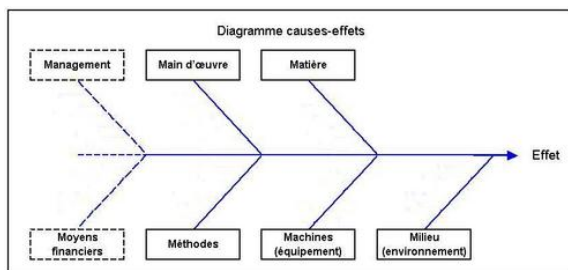 Diagramme causes-effets
Management
Main d'œuvre
Matière
Effet
Moyens
financiers
Méthodes
Machines
(équipement)
Milieu
(environnement)